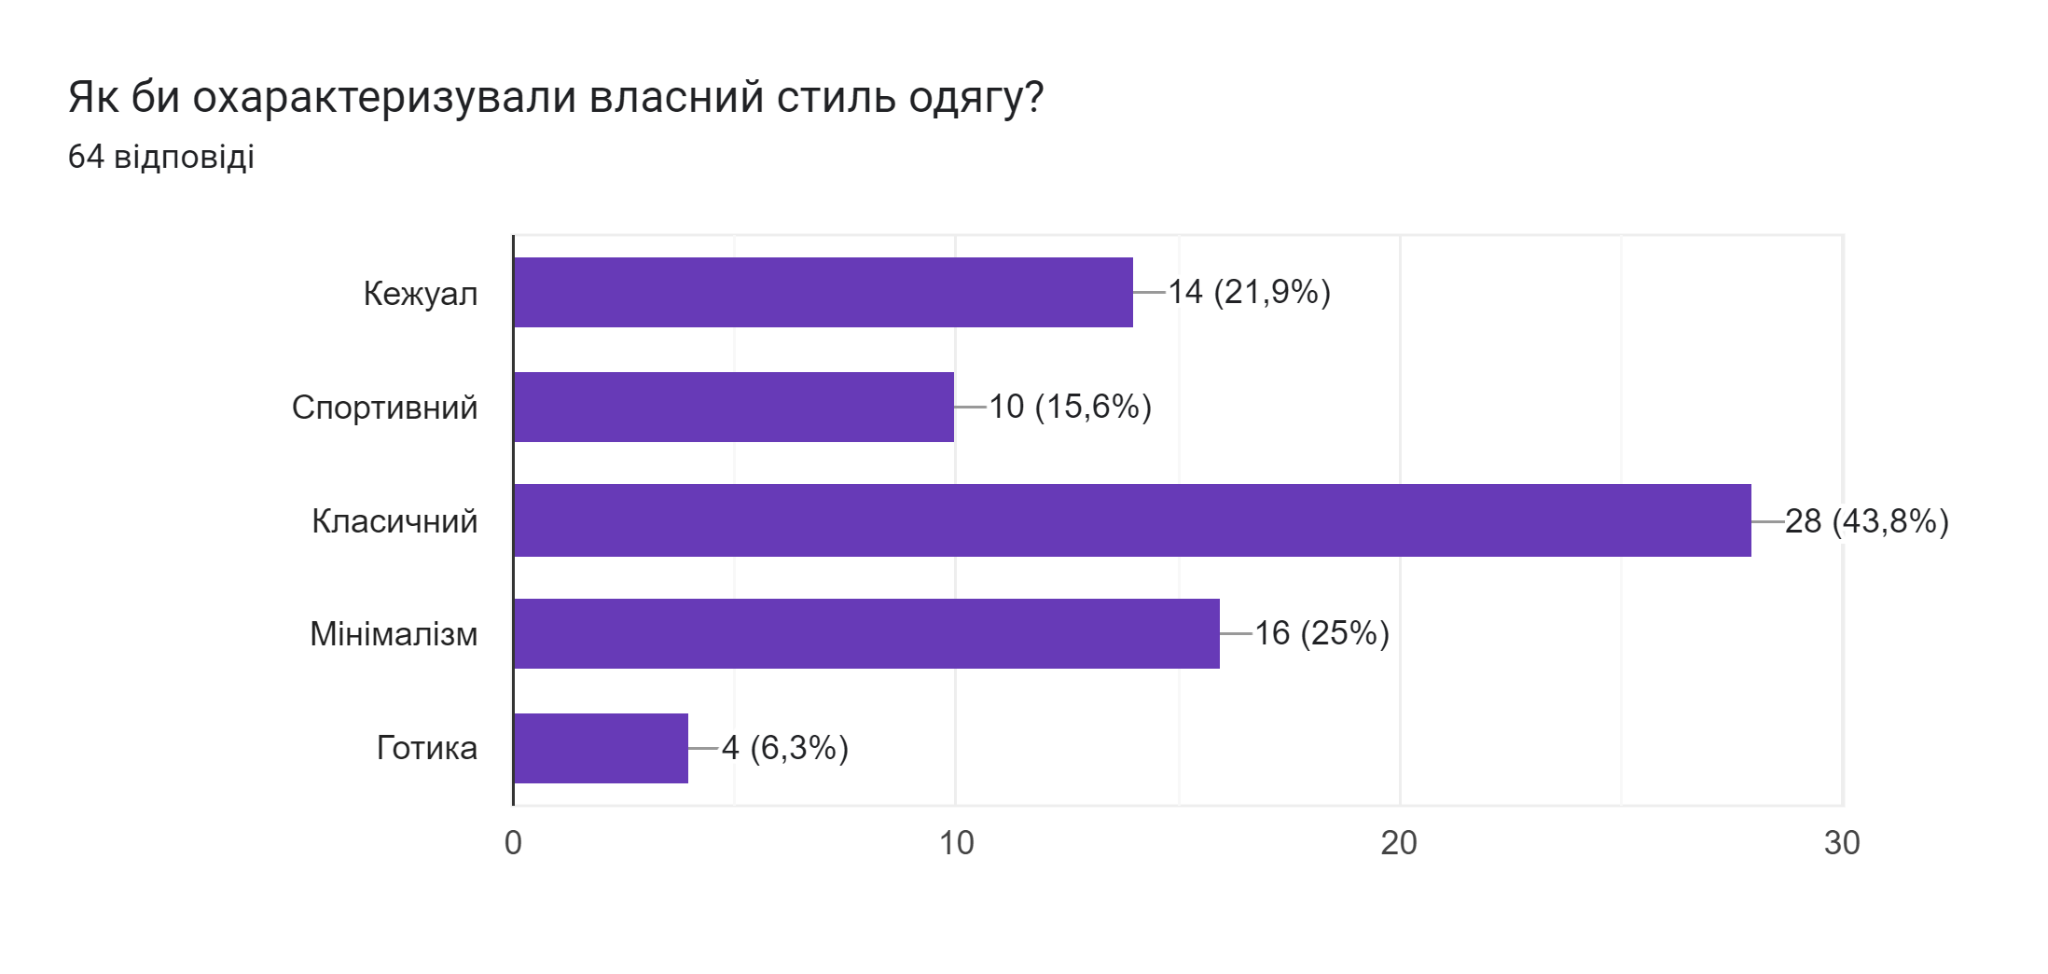 Як би охарактеризували власний стиль одягу?
64 відповіді
Кежуал 14 (21,9%)
Спортивний 10 (15,6%)
Класичний 28 (43,8%)
Мінімалізм 16 (25%)
Готика 4 (6,3%)
0 10 20 30